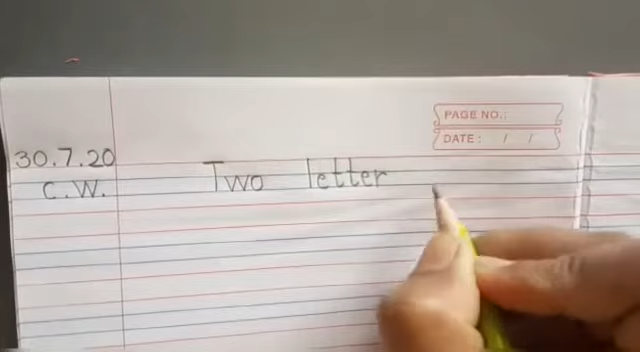 PAGE NO.:
DATE : / /
30.7.20
C.W.
Two letter